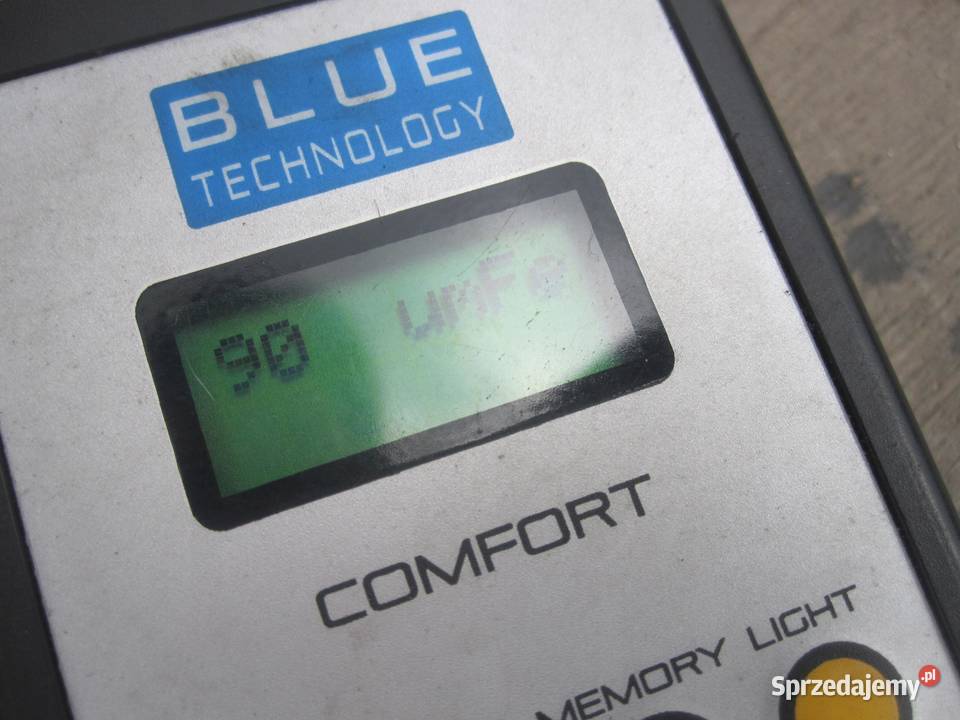 BLUE
TECHNOLOGY
90 umFe
COMFORT
MEMORY LIGHT
Sprzedajemy.pl